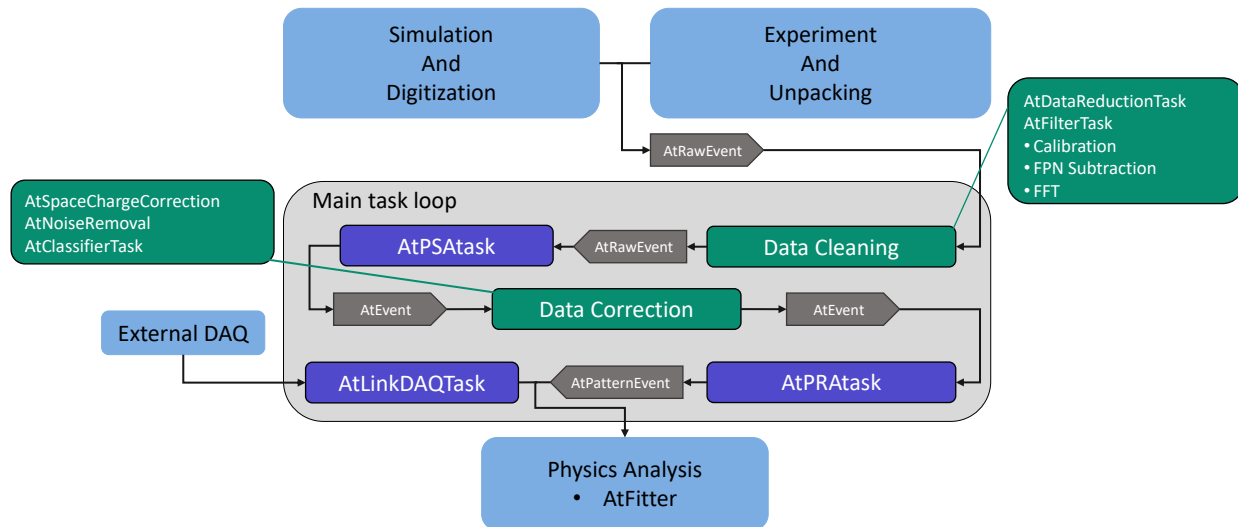 Simulation
And
Digitization
Experiment
And
Unpacking
AtDataReductionTask
AtFilterTask
• Calibration
• FPN Subtraction
• FFT
AtRawEvent
AtSpaceChargeCorrection
AtNoiseRemoval
AtClassifierTask
Main task loop
AtPSAtask
AtRawEvent
Data Cleaning
AtEvent
Data Correction
AtEvent
External DAQ
AtLinkDAQTask
AtPatternEvent
AtPRAtask
Physics Analysis
• AtFitter